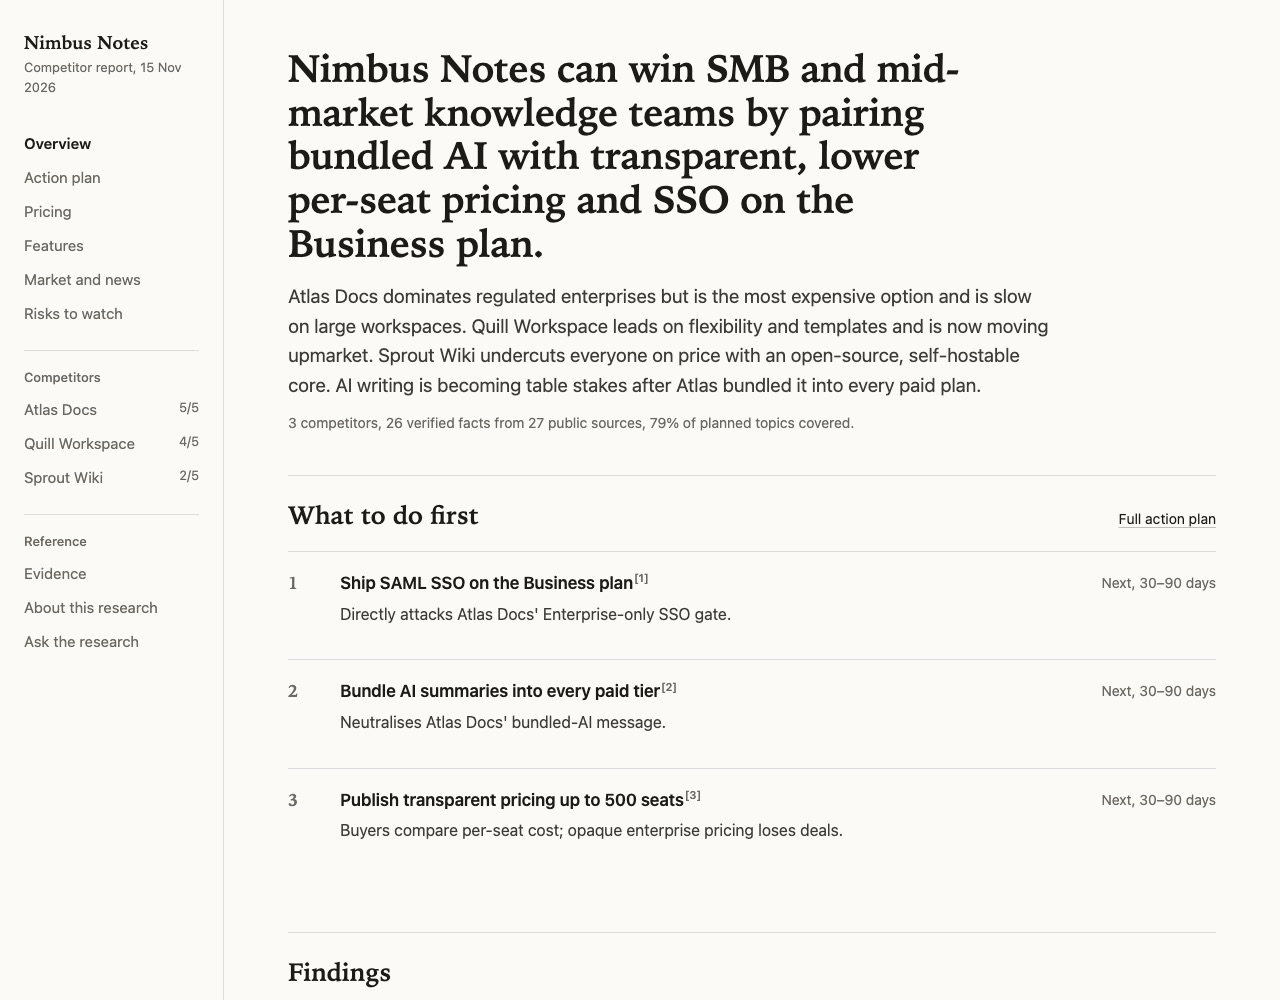 Nimbus Notes
Competitor report, 15 Nov
2026
Overview
Action plan
Pricing
Features
Market and news
Risks to watch
Competitors
Atlas Docs 5/5
Quill Workspace 4/5
Sprout Wiki 2/5
Reference
Evidence
About this research
Ask the research
Nimbus Notes can win SMB and mid-
market knowledge teams by pairing
bundled AI with transparent, lower
per-seat pricing and SSO on the
Business plan.
Atlas Docs dominates regulated enterprises but is the most expensive option and is slow
on large workspaces. Quill Workspace leads on flexibility and templates and is now moving
upmarket. Sprout Wiki undercuts everyone on price with an open-source, self-hostable
core. AI writing is becoming table stakes after Atlas bundled it into every paid plan.
3 competitors, 26 verified facts from 27 public sources, 79% of planned topics covered.
What to do first Full action plan
1 Ship SAML SSO on the Business plan[1] Next, 30–90 days
Directly attacks Atlas Docs' Enterprise-only SSO gate.
2 Bundle AI summaries into every paid tier[2] Next, 30–90 days
Neutralises Atlas Docs' bundled-AI message.
3 Publish transparent pricing up to 500 seats[3] Next, 30–90 days
Buyers compare per-seat cost; opaque enterprise pricing loses deals.
Findings